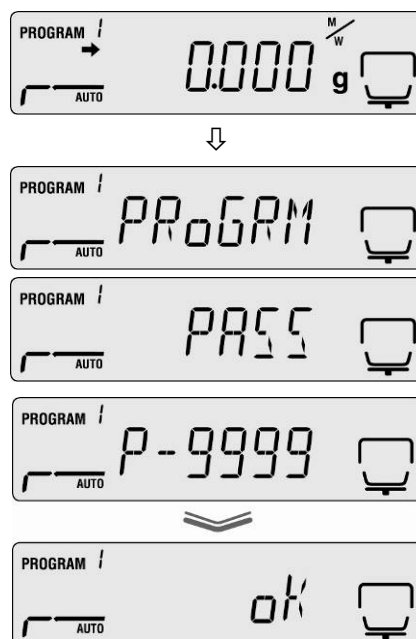 PROGRAM 1
M/W
0.000 g
AUTO
PROGRAM 1
PRoGRM
AUTO
PROGRAM 1
PASS
AUTO
PROGRAM 1
P-9999
AUTO
PROGRAM 1
oK
AUTO